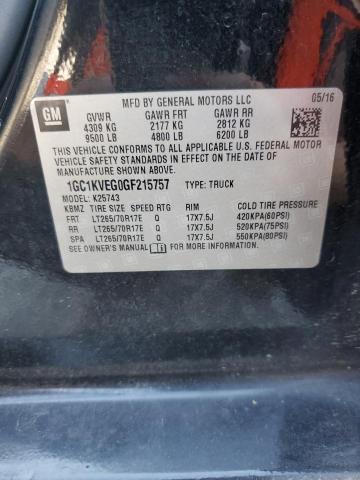 GM
MFD BY GENERAL MOTORS LLC 05/16
GVWR GAWR FRT GAWR RR
4309 KG 2177 KG 2812 KG
9500 LB 4800 LB 6200 LB
THIS VEHICLE CONFORMS TO ALL APPLICABLE U.S. FEDERAL MOTOR
VEHICLE SAFETY STANDARDS IN EFFECT ON THE DATE OF
MANUFACTURE SHOWN ABOVE.
1GC1KVEG0GF215757 TYPE: TRUCK
MODEL: K25743
KBMZ TIRE SIZE SPEED RTG RIM COLD TIRE PRESSURE
FRT LT265/70R17E Q 17X7.5J 420KPA(60PSI)
RR LT265/70R17E Q 17X7.5J 520KPA(75PSI)
SPA LT265/70R17E Q 17X7.5J 550KPA(80PSI)
SEE OWNER'S MANUAL FOR MORE INFORMATION.